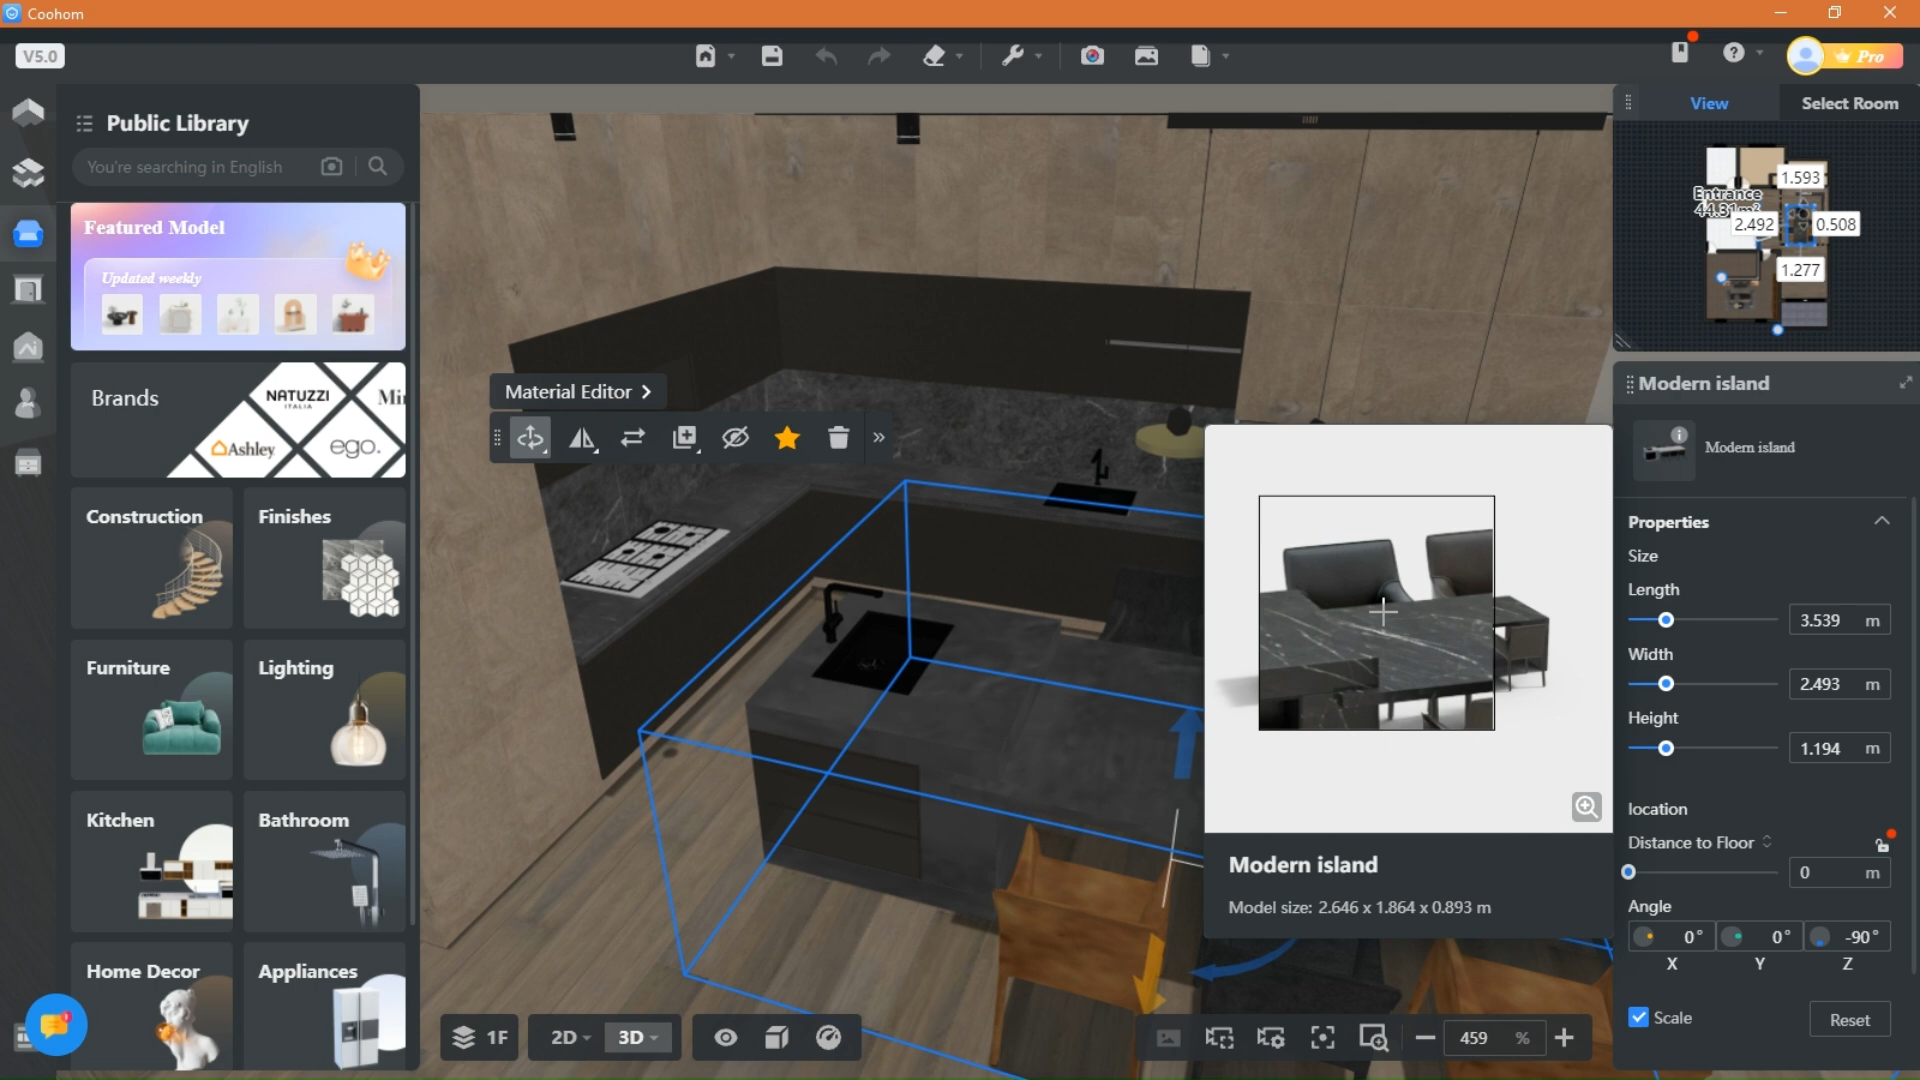 Coohom
V5.0
Pro
Public Library
You're searching in English
Featured Model
Updated weekly
Brands
NATUZZI
ITALIA
Ashley
ego.
Construction
Finishes
Furniture
Lighting
Kitchen
Bathroom
Home Decor
Appliances
Material Editor
1F
2D
3D
459 %
Modern island
Model size: 2.646 x 1.864 x 0.893 m
View
Select Room
1.593
Entrance
44.31m²
2.492
0.508
1.277
Modern island
Modern island
Properties
Size
Length
3.539 m
Width
2.493 m
Height
1.194 m
location
Distance to Floor
0 m
Angle
0° 0° -90°
X Y Z
Scale
Reset